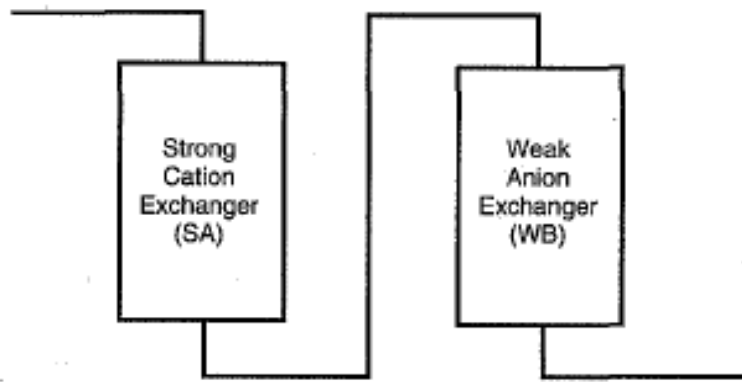 Strong
Cation
Exchanger
(SA)
Weak
Anion
Exchanger
(WB)